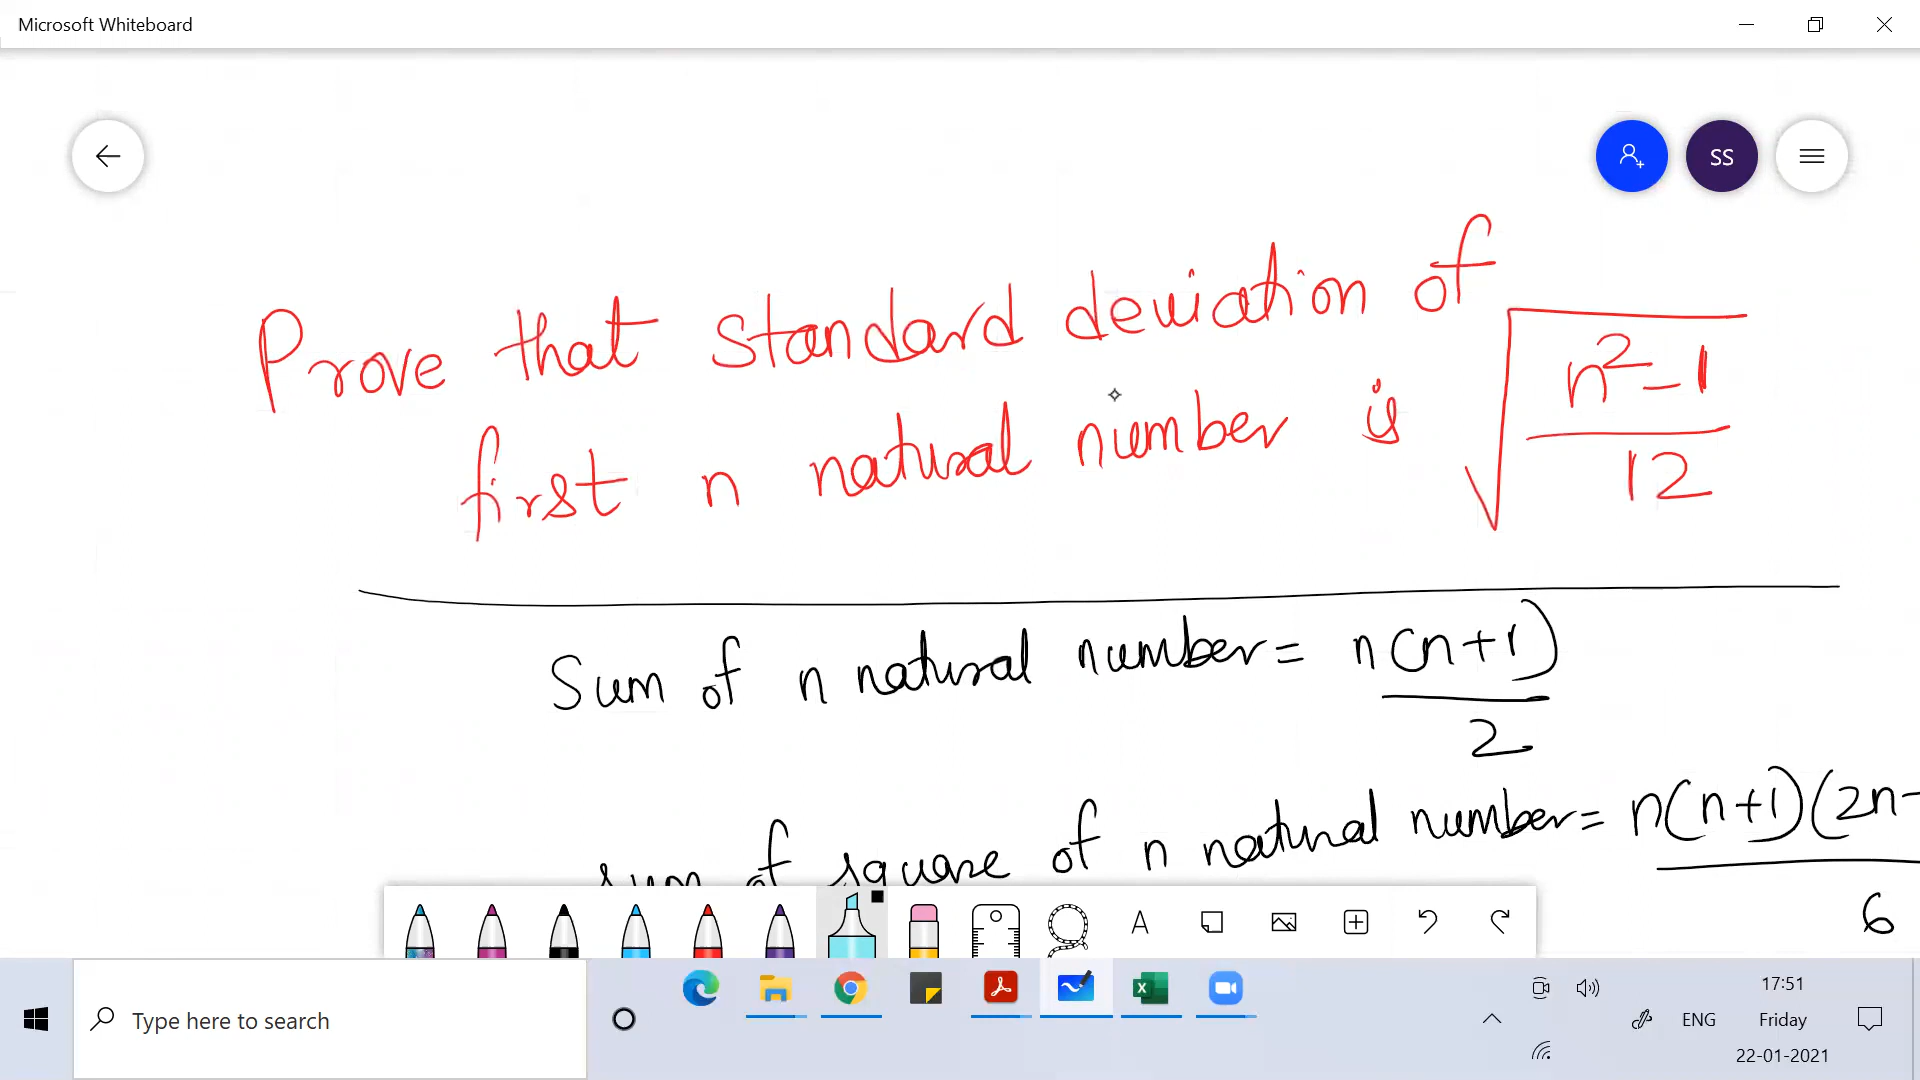 Microsoft Whiteboard
SS
Prove that standard deviation of
first n natural number is √((n²-1)/12)
Sum of n natural number = n(n+1)/2
sum of square of n natural number = n(n+1)(2n-/6
A
Type here to search
17:51
ENG
Friday
22-01-2021